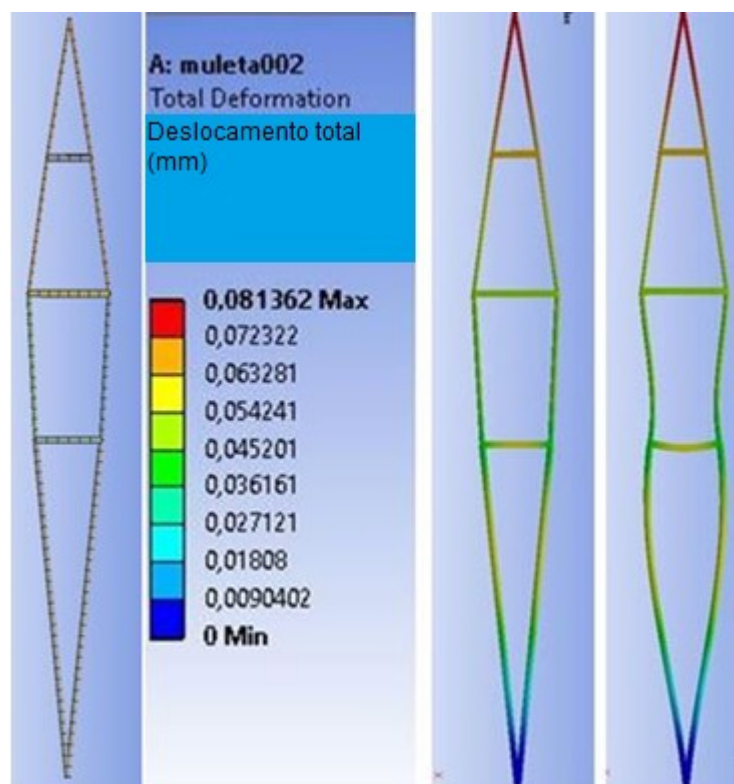 A: muleta002
Total Deformation
Deslocamento total
(mm)
0,081362 Max
0,072322
0,063281
0,054241
0,045201
0,036161
0,027121
0,01808
0,0090402
0 Min